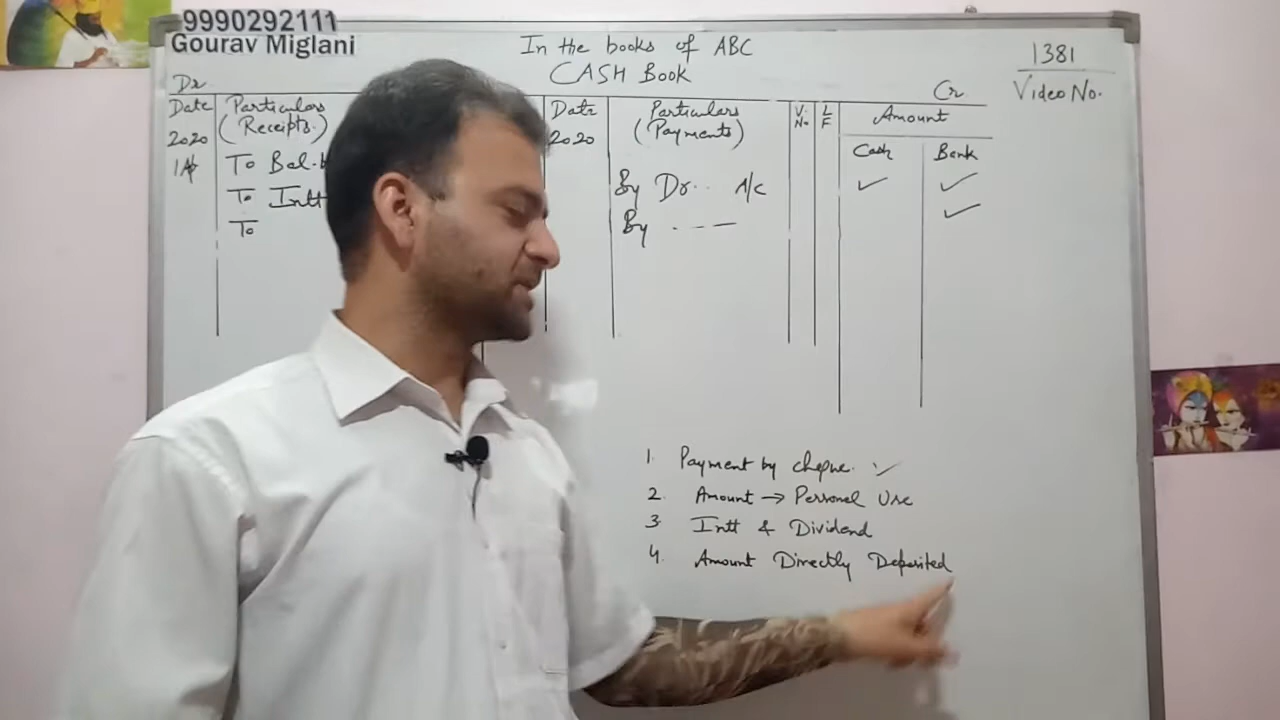 9990292111
Gourav Miglani
In the books of ABC
CASH Book
1381
Video No.
Dr
Cr
Date Particulars Date Particulars V. L Amount
2020 (Receipts.) 2020 (Payments) No. F
Cash Bank
To Bal.
To Intt
To
By Dr... A/c
By . - - —
1. Payment by cheque.
2. Amount → Personel Use
3. Intt & Dividend
4. Amount Directly Deposited